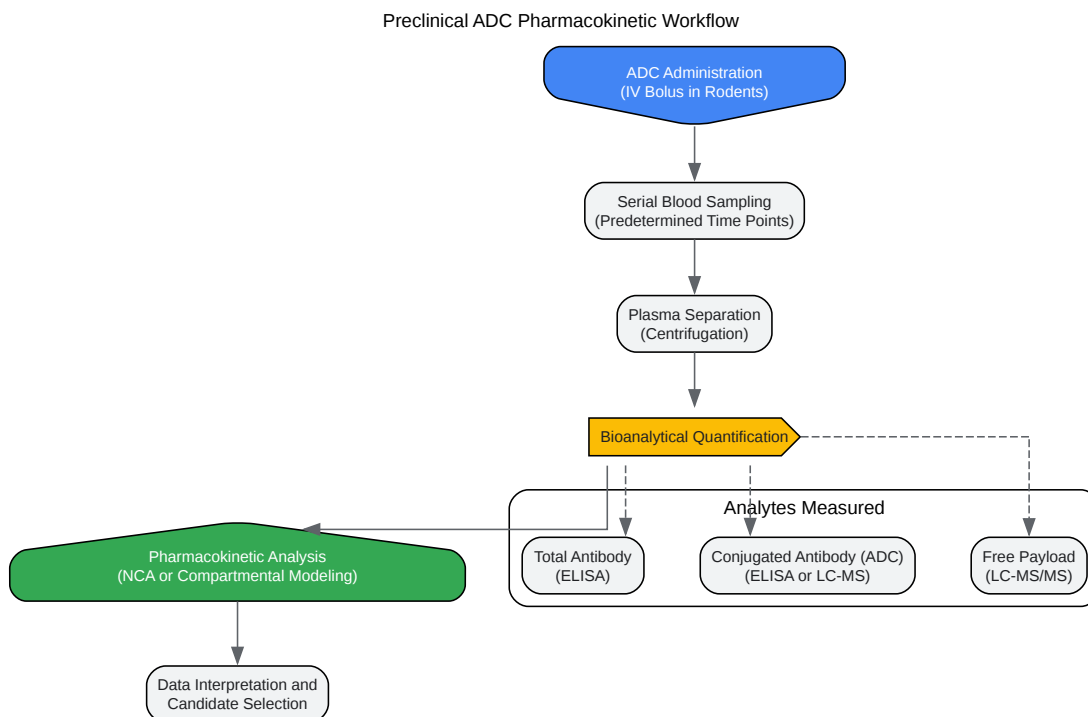 Preclinical ADC Pharmacokinetic Workflow
ADC Administration
(IV Bolus in Rodents)
Serial Blood Sampling
(Predetermined Time Points)
Plasma Separation
(Centrifugation)
Bioanalytical Quantification
Analytes Measured
Total Antibody
(ELISA)
Conjugated Antibody (ADC)
(ELISA or LC-MS)
Free Payload
(LC-MS/MS)
Pharmacokinetic Analysis
(NCA or Compartmental Modeling)
Data Interpretation and
Candidate Selection